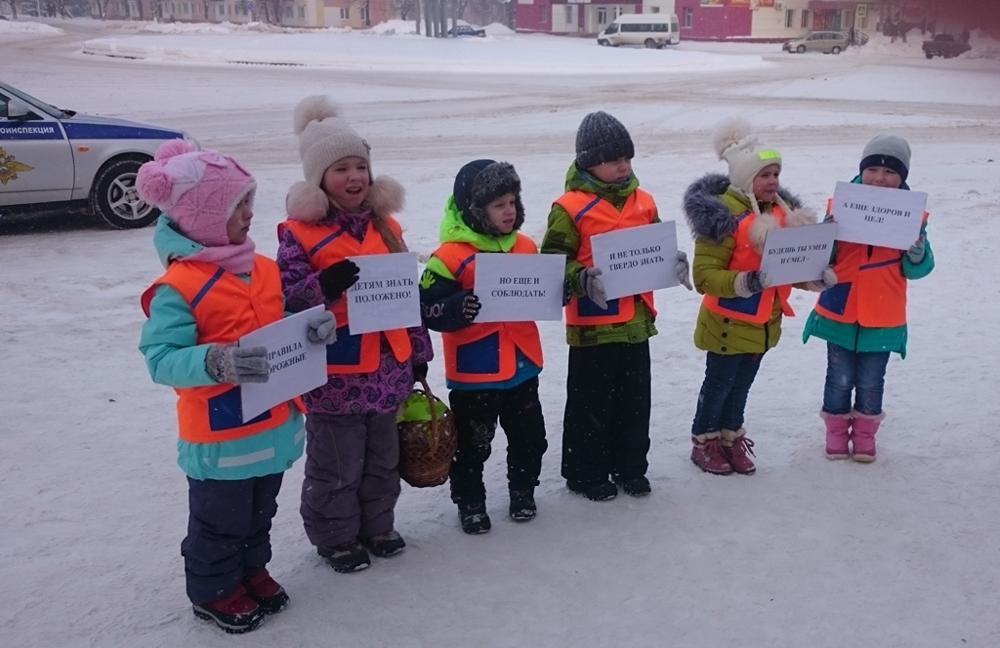 ОИНСПЕКЦИЯ
ПРАВИЛА
ДОРОЖНЫЕ
ДЕТЯМ ЗНАТЬ
ПОЛОЖЕНО!
НО ЕЩЕ И
СОБЛЮДАТЬ!
И НЕ ТОЛЬКО
ТВЕРДО ЗНАТЬ
БУДЕШЬ ТЫ УМЕН
И СМЕЛ -
А ЕЩЕ ЗДОРОВ И
ЦЕЛ!